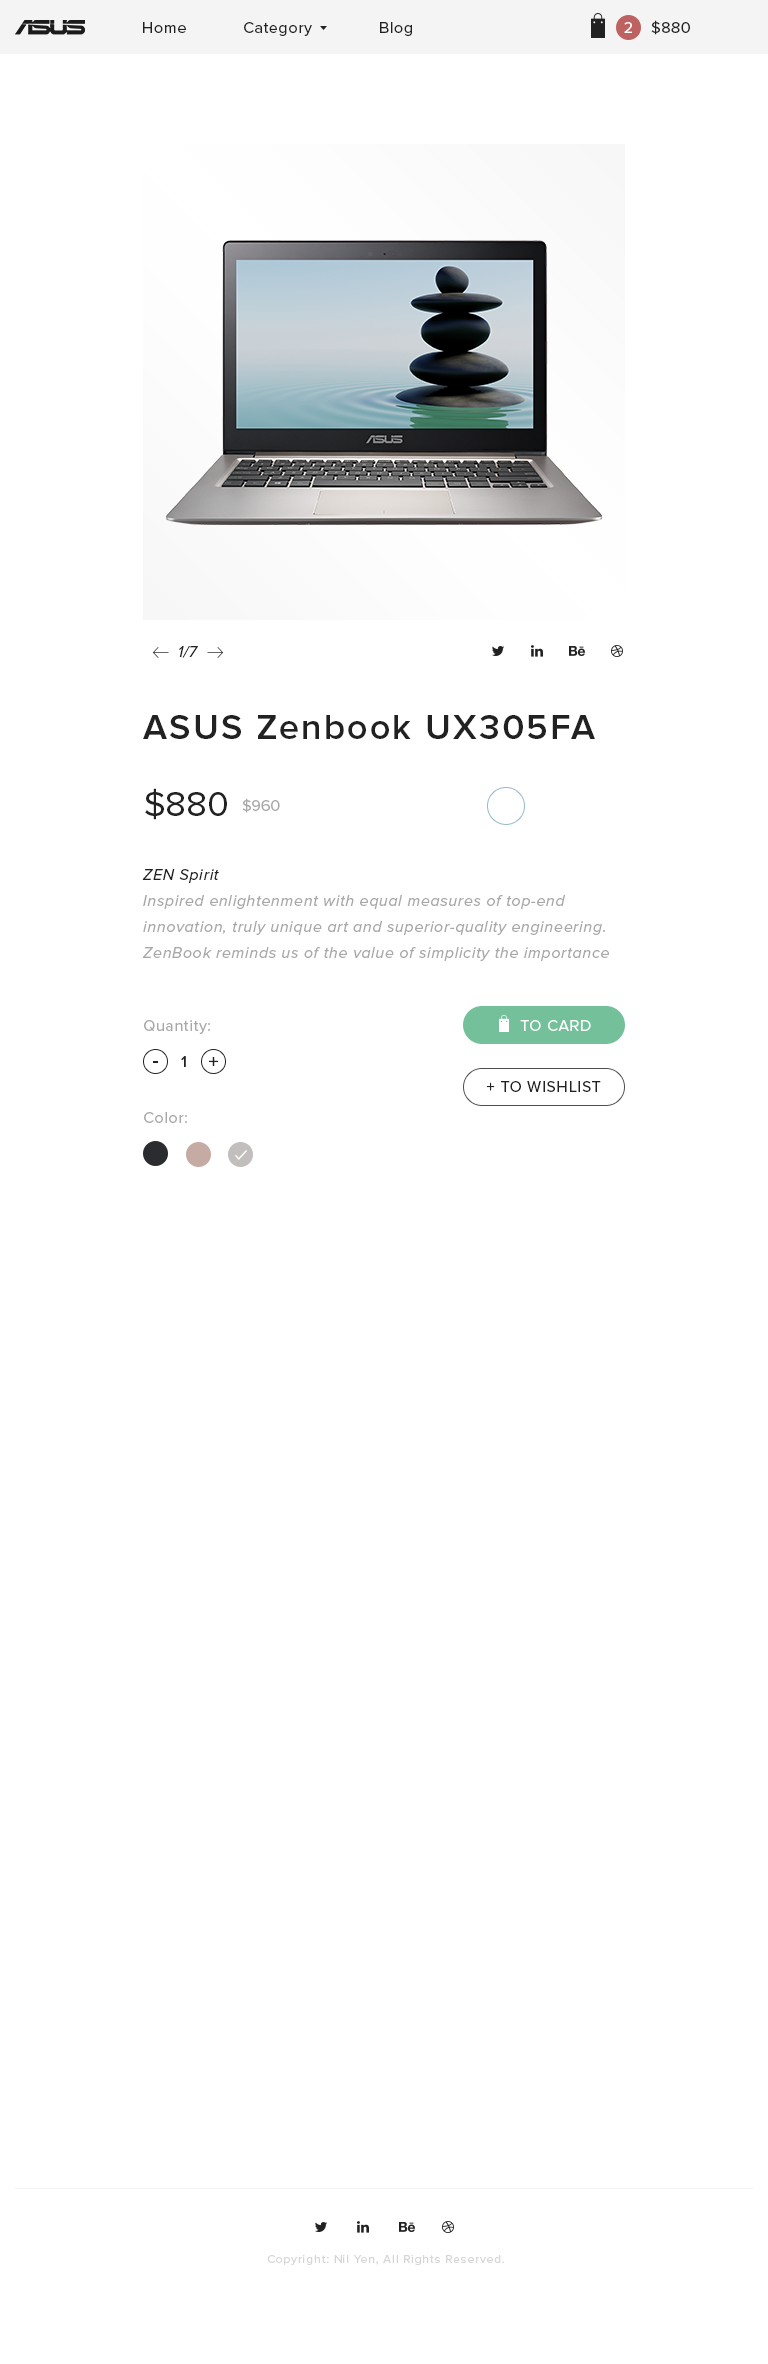 ASUS Home Category Blog 2 $880
ASUS
1/7 in Bē
ASUS Zenbook UX305FA
$880 $960
ZEN Spirit
Inspired enlightenment with equal measures of top-end
innovation, truly unique art and superior-quality engineering.
ZenBook reminds us of the value of simplicity the importance
Quantity:
- 1 +
TO CARD
+ TO WISHLIST
Color:
in Bē
Copyright: Nil Yen, All Rights Reserved.